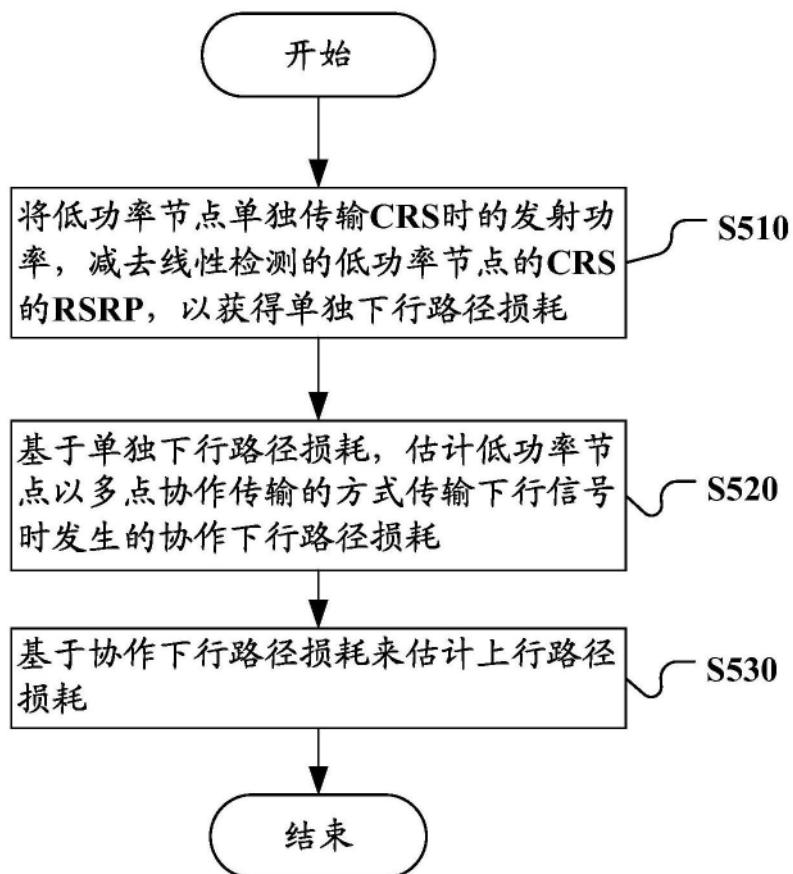 开始
将低功率节点单独传输CRS时的发射功
率，减去线性检测的低功率节点的CRS
的RSRP，以获得单独下行路径损耗
S510
基于单独下行路径损耗，估计低功率节
点以多点协作传输的方式传输下行信号
时发生的协作下行路径损耗
S520
基于协作下行路径损耗来估计上行路径
损耗
S530
结束